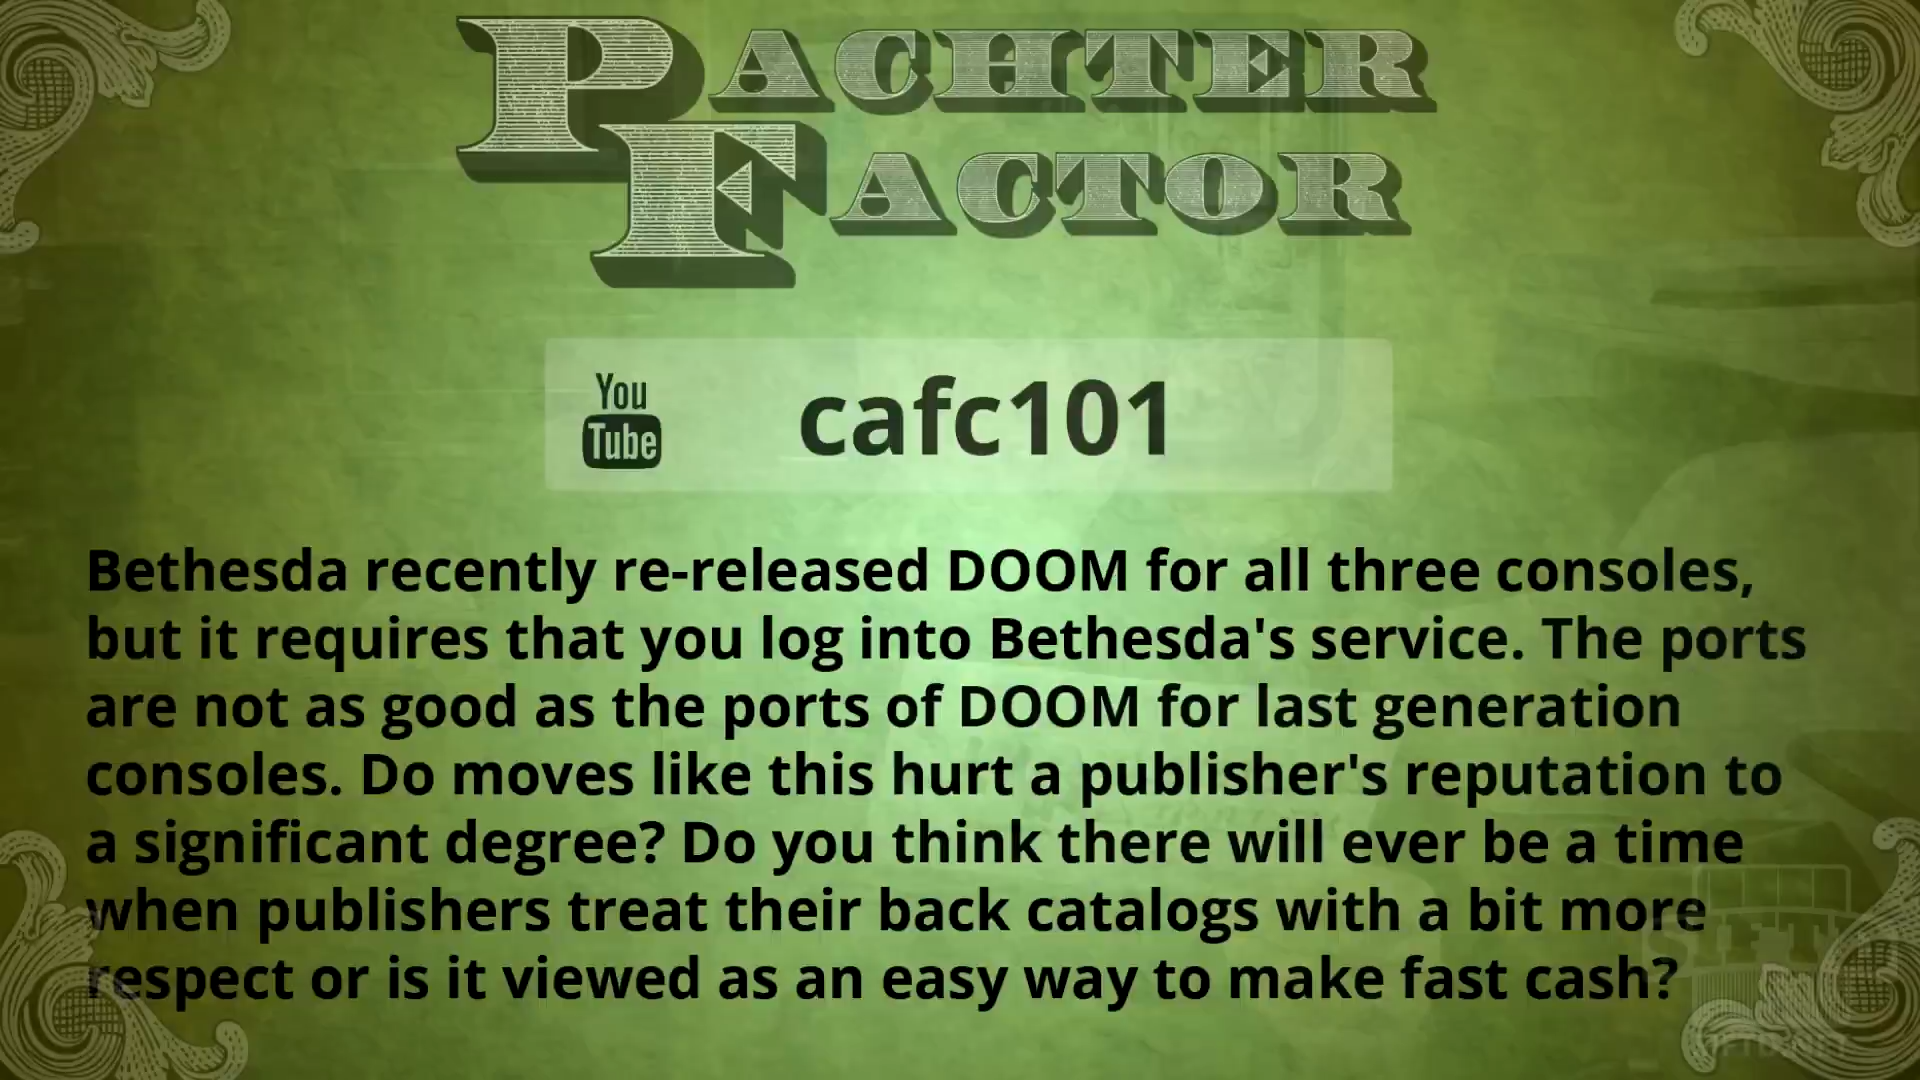 PACHTER
FACTOR
You
Tube
cafc101
Bethesda recently re-released DOOM for all three consoles,
but it requires that you log into Bethesda's service. The ports
are not as good as the ports of DOOM for last generation
consoles. Do moves like this hurt a publisher's reputation to
a significant degree? Do you think there will ever be a time
when publishers treat their back catalogs with a bit more
respect or is it viewed as an easy way to make fast cash?